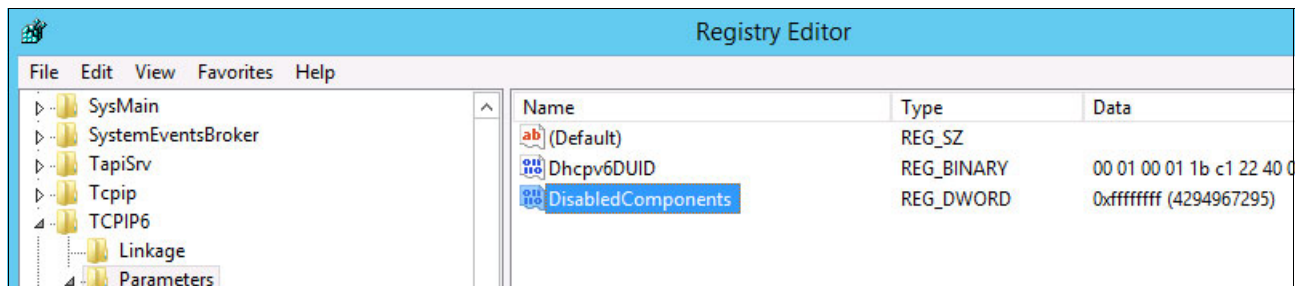 Registry Editor
File Edit View Favorites Help
SysMain
SystemEventsBroker
TapiSrv
Tcpip
TCPIP6
Linkage
Parameters
Name Type Data
(Default) REG_SZ
Dhcpv6DUID REG_BINARY 00 01 00 01 1b c1 22 40
DisabledComponents REG_DWORD 0xffffffff (4294967295)